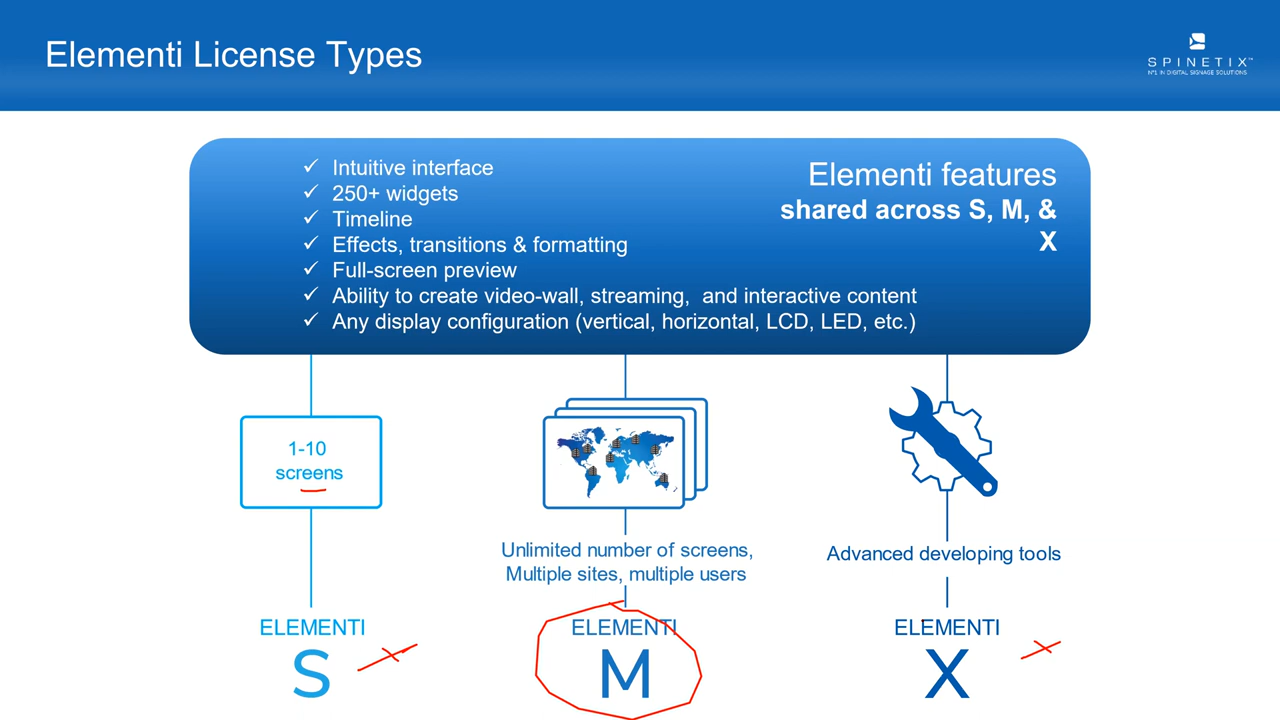 Elementi License Types
SPINETIX™
N°1 IN DIGITAL SIGNAGE SOLUTIONS
✓ Intuitive interface
✓ 250+ widgets
✓ Timeline
✓ Effects, transitions & formatting
✓ Full-screen preview
✓ Ability to create video-wall, streaming, and interactive content
✓ Any display configuration (vertical, horizontal, LCD, LED, etc.)
Elementi features
shared across S, M, &
X
1-10
screens
Unlimited number of screens,
Multiple sites, multiple users
Advanced developing tools
ELEMENTI
S
ELEMENTI
M
ELEMENTI
X